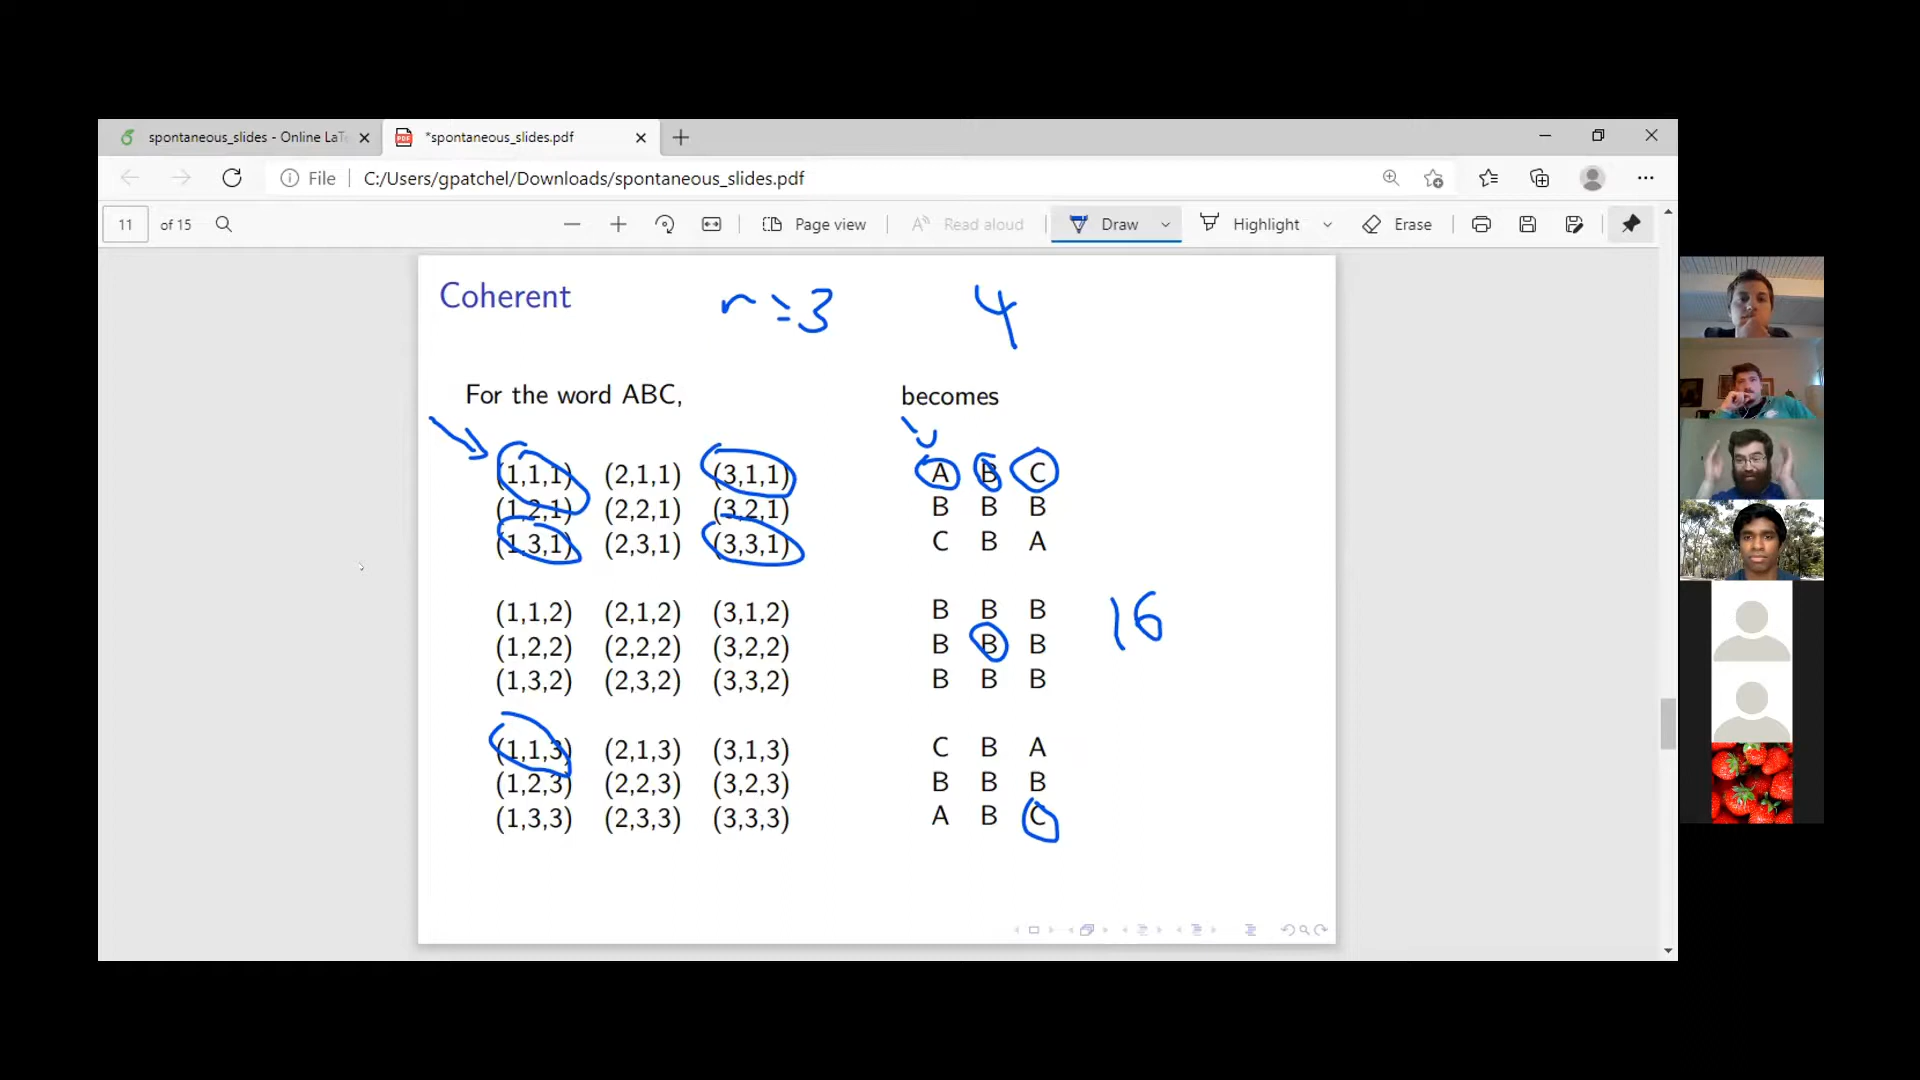 spontaneous_slides - Online LaTe
*spontaneous_slides.pdf
File
C:/Users/gpatchel/Downloads/spontaneous_slides.pdf
11 of 15
Page view
Read aloud
Draw
Highlight
Erase
Coherent
r = 3
4
For the word ABC,
becomes
(1,1,1) (2,1,1) (3,1,1) A B C
(1,2,1) (2,2,1) (3,2,1) B B B
(1,3,1) (2,3,1) (3,3,1) C B A
(1,1,2) (2,1,2) (3,1,2) B B B
16
(1,2,2) (2,2,2) (3,2,2) B B B
(1,3,2) (2,3,2) (3,3,2) B B B
(1,1,3) (2,1,3) (3,1,3) C B A
(1,2,3) (2,2,3) (3,2,3) B B B
(1,3,3) (2,3,3) (3,3,3) A B C